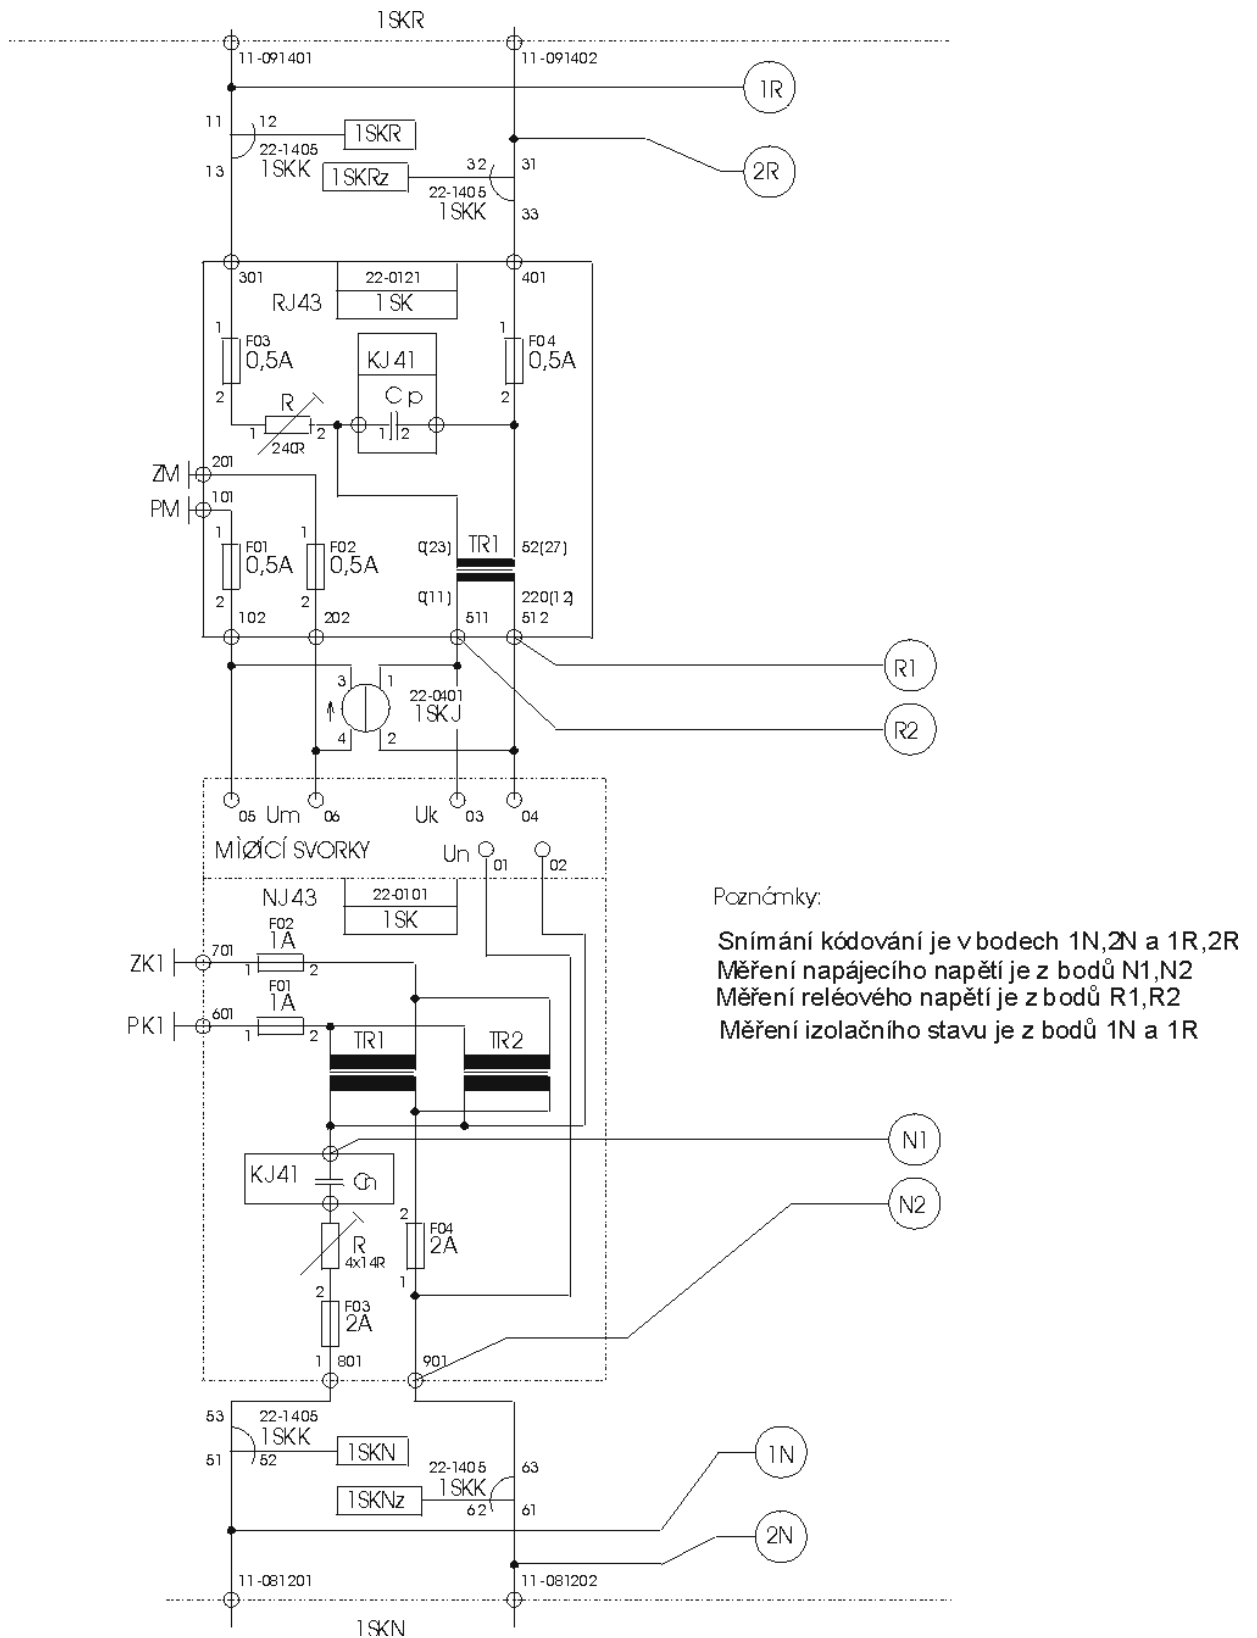 1SKR
11-091401
11-091402
1R
11
12
1SKR
22-1405
1SKK
13
32
31
2R
1SKRz
22-1405
1SKK
33
301
22-0121
401
RJ43
1SK
1
F03
0,5A
2
KJ41
1
F04
0,5A
2
R
Cp
1
2
1
2
240R
ZM
201
PM
101
1
F01
0,5A
2
1
F02
0,5A
2
0(23)
TR1
52(27)
0(11)
220(12)
102
202
511
512
R1
3
1
22-0401
1SKJ
4
2
R2
05
Um
06
Uk
03
04
MÌØÍCÍ SVORKY
Un
01
02
NJ43
22-0101
1SK
Poznámky:
F02
1A
ZK1
701
1
2
Snímání kódování je v bodech 1N,2N a 1R,2R
Měření napájecího napětí je z bodů N1,N2
Měření reléového napětí je z bodů R1,R2
Měření izolačního stavu je z bodů 1N a 1R
F01
1A
PK1
601
1
2
TR1
TR2
N1
KJ41
Cn
N2
R
4x14R
2
F04
2A
1
2
F03
2A
1
801
901
53
22-1405
1SKK
51
52
1SKN
1N
22-1405
63
1SKK
1SKNz
62
61
2N
11-081201
11-081202
1SKN